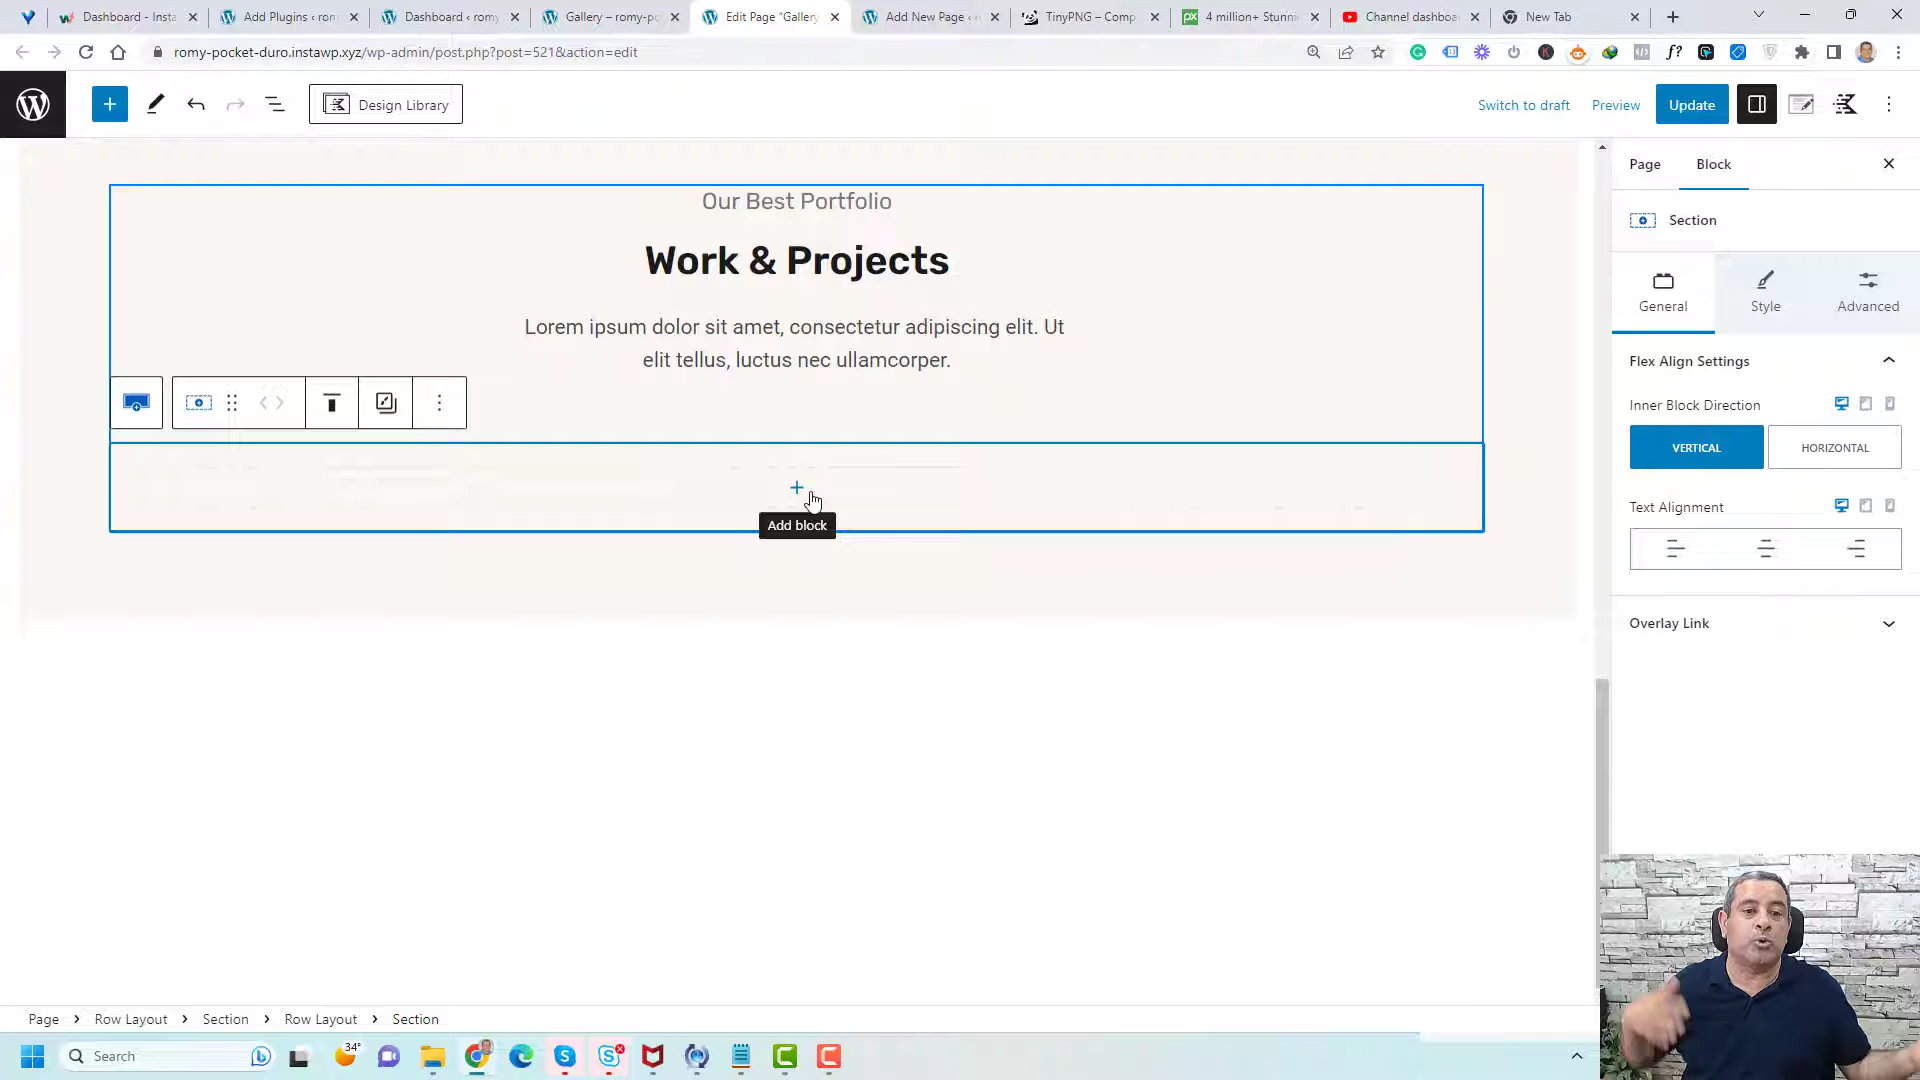 Dashboard - Insta
Add Plugins ‹ rom
Dashboard ‹ romy
Gallery – romy-po
Edit Page "Gallery
Add New Page ‹
TinyPNG – Comp
4 million+ Stunni
Channel dashboa
New Tab
romy-pocket-duro.instawp.xyz/wp-admin/post.php?post=521&action=edit
Design Library
Switch to draft
Preview
Update
Page
Block
Section
General
Style
Advanced
Our Best Portfolio
Work & Projects
Lorem ipsum dolor sit amet, consectetur adipiscing elit. Ut
elit tellus, luctus nec ullamcorper.
Add block
Flex Align Settings
Inner Block Direction
VERTICAL
HORIZONTAL
Text Alignment
Overlay Link
Page > Row Layout > Section > Row Layout > Section
Search
34°